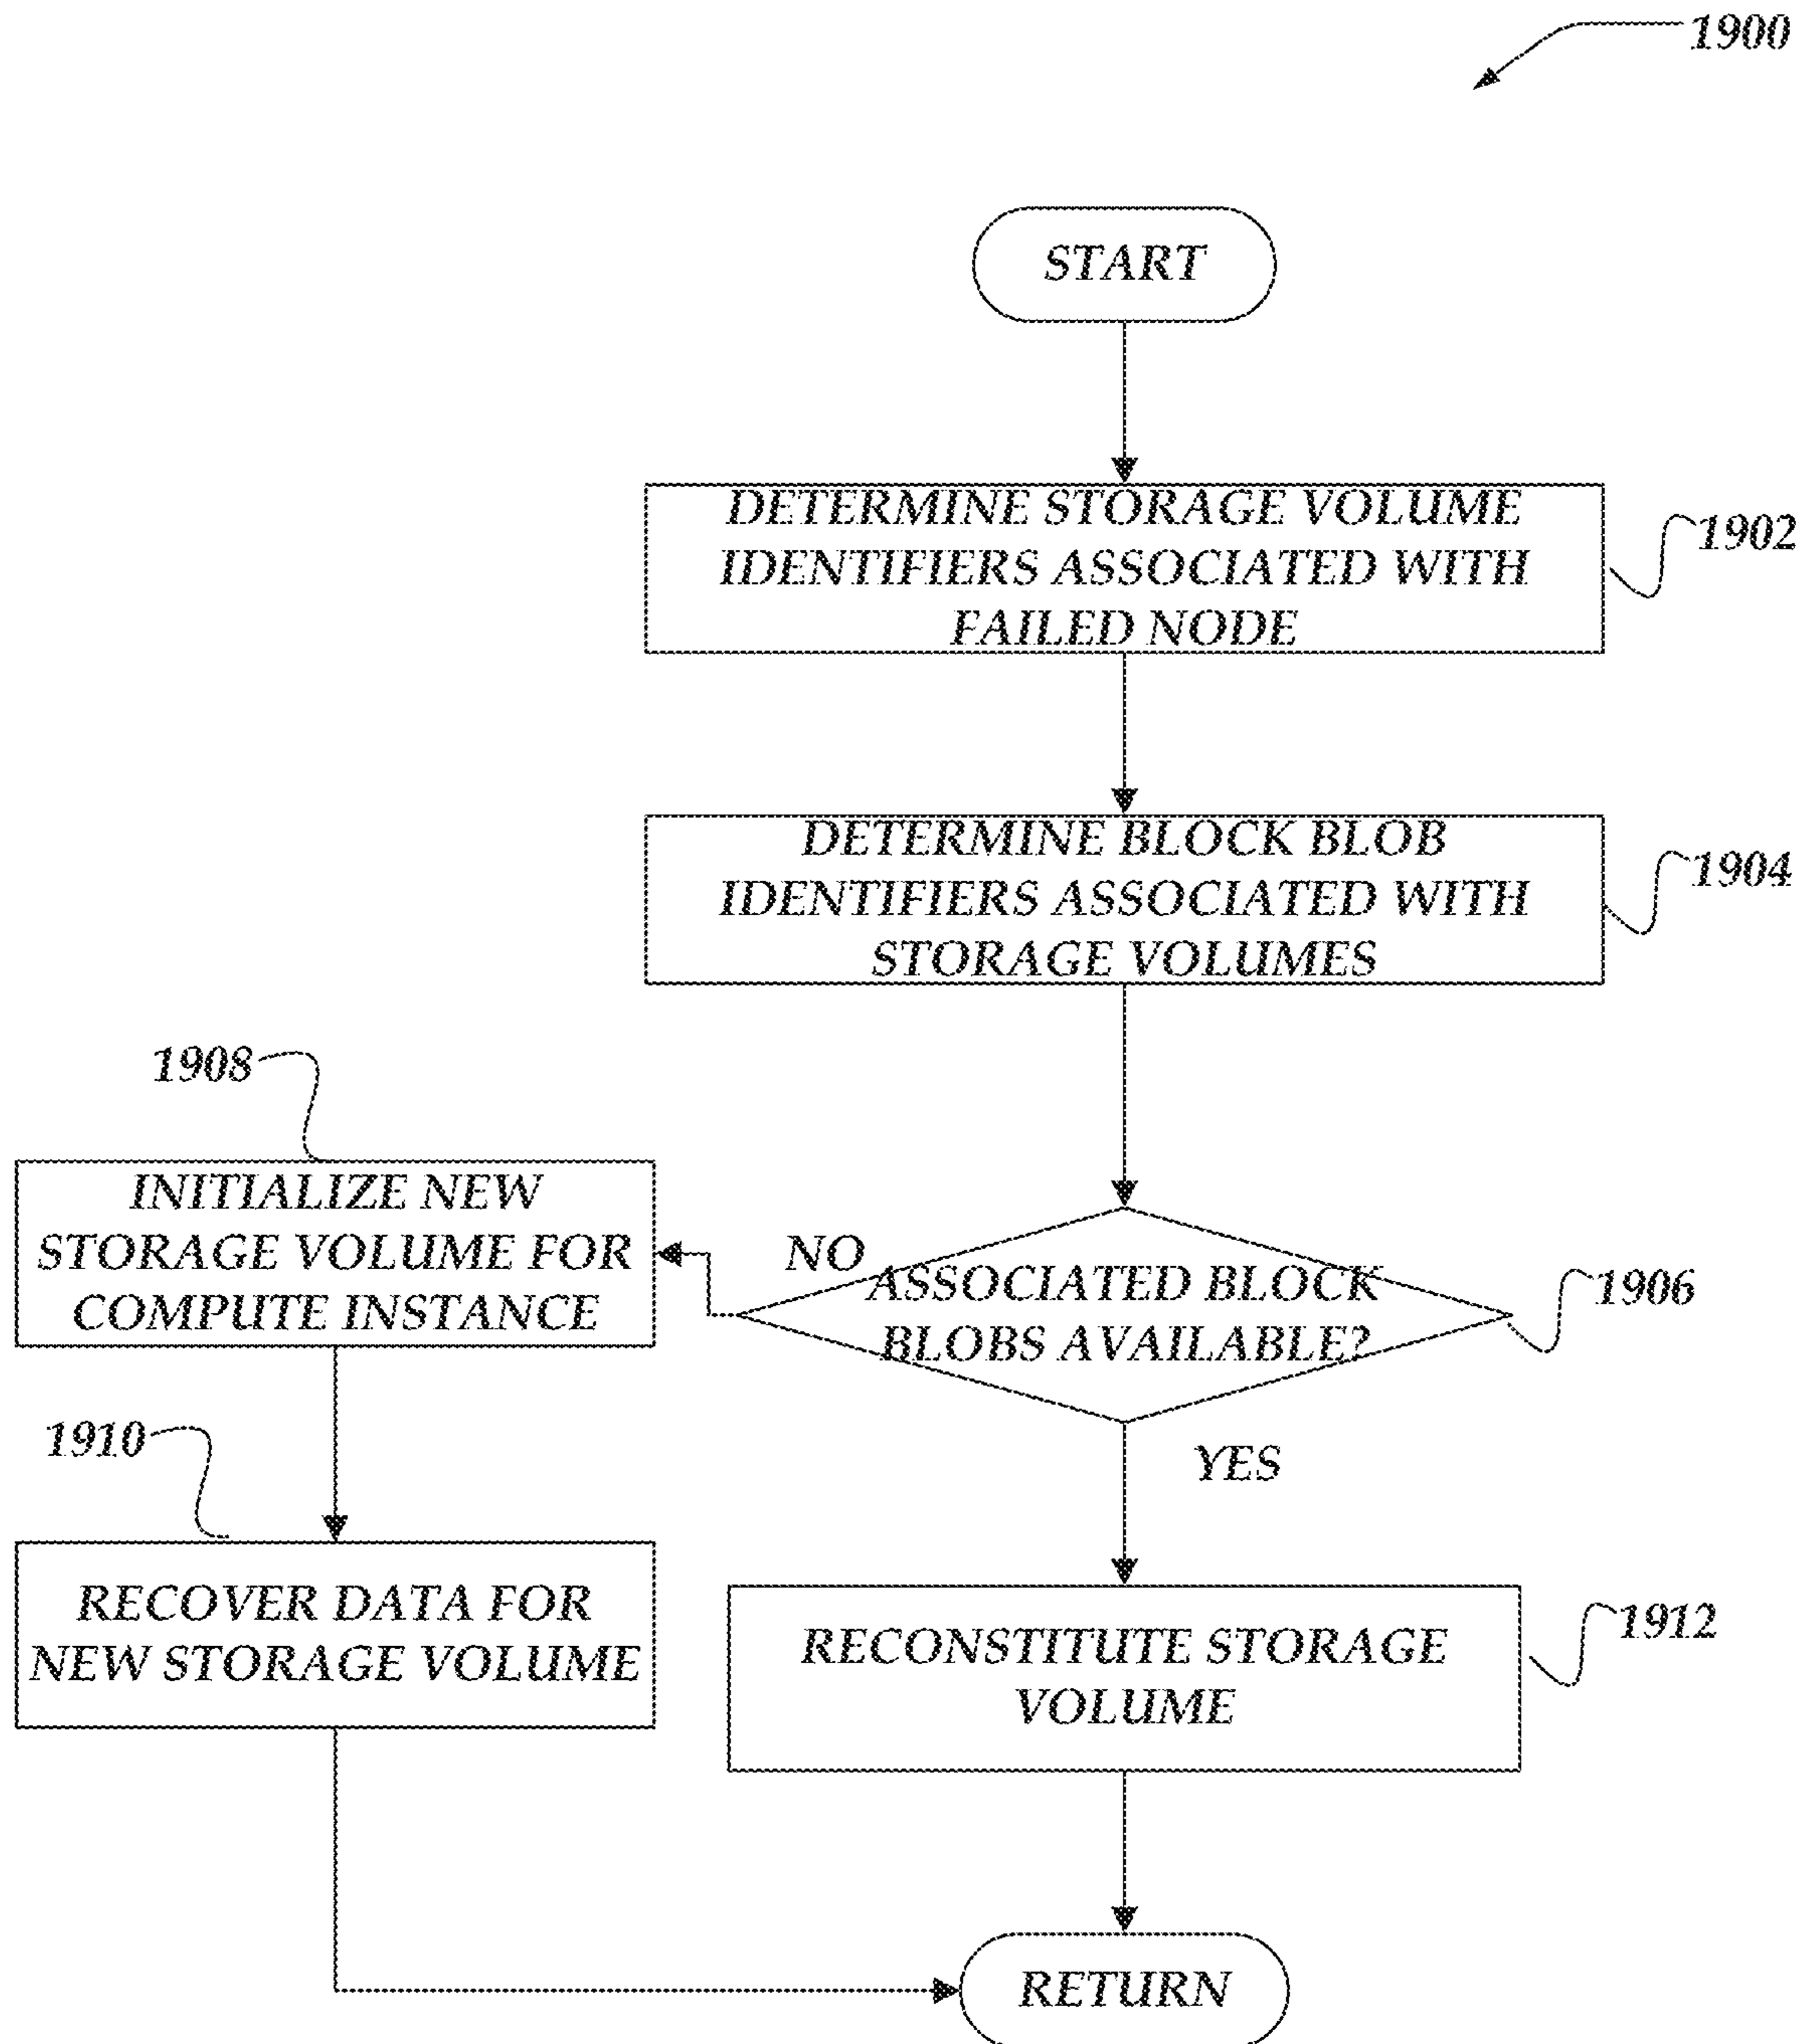 1900
START
DETERMINE STORAGE VOLUME
IDENTIFIERS ASSOCIATED WITH
FAILED NODE
1902
DETERMINE BLOCK BLOB
IDENTIFIERS ASSOCIATED WITH
STORAGE VOLUMES
1904
1908
INITIALIZE NEW
STORAGE VOLUME FOR
COMPUTE INSTANCE
NO
ASSOCIATED BLOCK
BLOBS AVAILABLE?
1906
YES
1910
RECOVER DATA FOR
NEW STORAGE VOLUME
RECONSTITUTE STORAGE
VOLUME
1912
RETURN